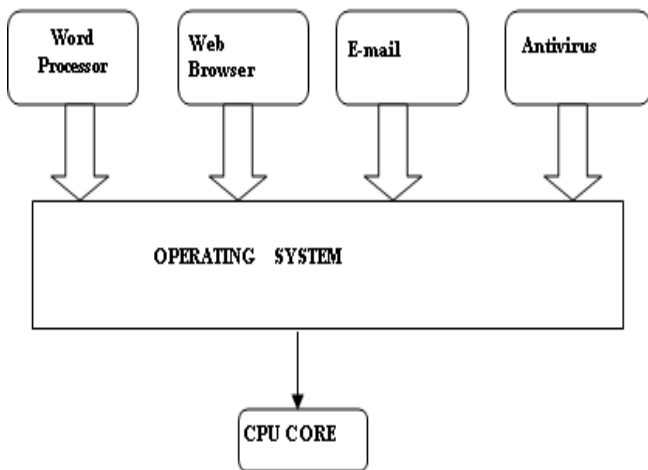 Word
Processor
Web
Browser
E-mail
Antivirus
OPERATING SYSTEM
CPU CORE